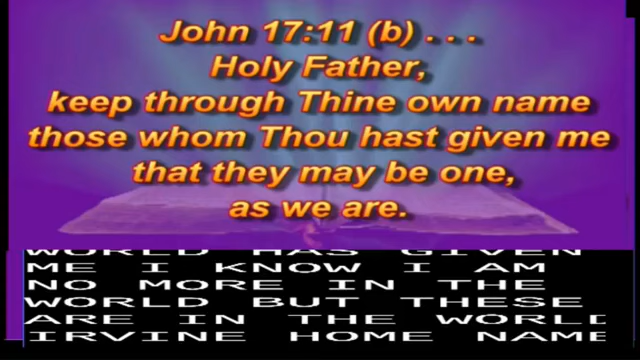 John 17:11 (b) . . .
Holy Father,
keep through Thine own name
those whom Thou hast given me
that they may be one,
as we are.
WORLD HAS GIVEN
ME I KNOW I AM
NO MORE IN THE
WORLD BUT THESE
ARE IN THE WORLD
IRVINE HOME NAME